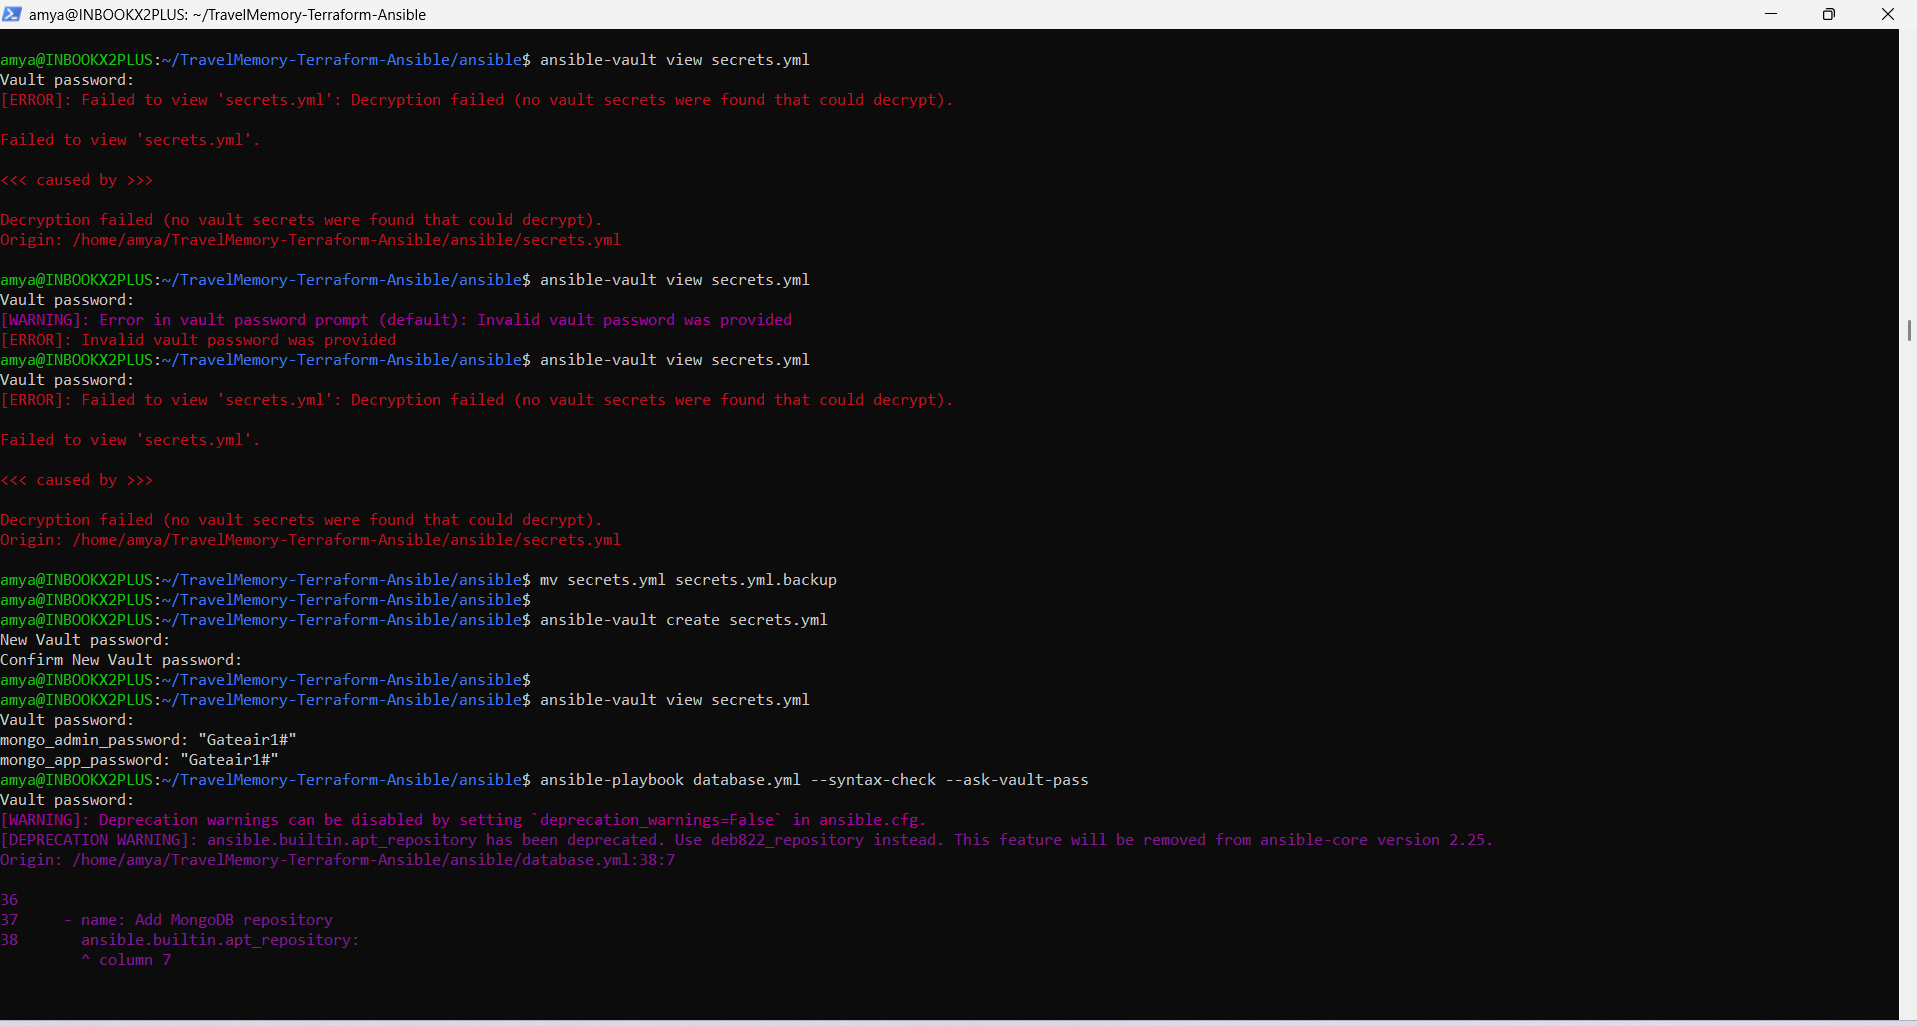 amya@INBOOKX2PLUS: ~/TravelMemory-Terraform-Ansible
amya@INBOOKX2PLUS:~/TravelMemory-Terraform-Ansible/ansible$ ansible-vault view secrets.yml
Vault password:
[ERROR]: Failed to view 'secrets.yml': Decryption failed (no vault secrets were found that could decrypt).
Failed to view 'secrets.yml'.
<<< caused by >>>
Decryption failed (no vault secrets were found that could decrypt).
Origin: /home/amya/TravelMemory-Terraform-Ansible/ansible/secrets.yml
amya@INBOOKX2PLUS:~/TravelMemory-Terraform-Ansible/ansible$ ansible-vault view secrets.yml
Vault password:
[WARNING]: Error in vault password prompt (default): Invalid vault password was provided
[ERROR]: Invalid vault password was provided
amya@INBOOKX2PLUS:~/TravelMemory-Terraform-Ansible/ansible$ ansible-vault view secrets.yml
Vault password:
[ERROR]: Failed to view 'secrets.yml': Decryption failed (no vault secrets were found that could decrypt).
Failed to view 'secrets.yml'.
<<< caused by >>>
Decryption failed (no vault secrets were found that could decrypt).
Origin: /home/amya/TravelMemory-Terraform-Ansible/ansible/secrets.yml
amya@INBOOKX2PLUS:~/TravelMemory-Terraform-Ansible/ansible$ mv secrets.yml secrets.yml.backup
amya@INBOOKX2PLUS:~/TravelMemory-Terraform-Ansible/ansible$
amya@INBOOKX2PLUS:~/TravelMemory-Terraform-Ansible/ansible$ ansible-vault create secrets.yml
New Vault password:
Confirm New Vault password:
amya@INBOOKX2PLUS:~/TravelMemory-Terraform-Ansible/ansible$
amya@INBOOKX2PLUS:~/TravelMemory-Terraform-Ansible/ansible$ ansible-vault view secrets.yml
Vault password:
mongo_admin_password: "Gateair1#"
mongo_app_password: "Gateair1#"
amya@INBOOKX2PLUS:~/TravelMemory-Terraform-Ansible/ansible$ ansible-playbook database.yml --syntax-check --ask-vault-pass
Vault password:
[WARNING]: Deprecation warnings can be disabled by setting `deprecation_warnings=False` in ansible.cfg.
[DEPRECATION WARNING]: ansible.builtin.apt_repository has been deprecated. Use deb822_repository instead. This feature will be removed from ansible-core version 2.25.
Origin: /home/amya/TravelMemory-Terraform-Ansible/ansible/database.yml:38:7
36
37     - name: Add MongoDB repository
38       ansible.builtin.apt_repository:
         ^ column 7